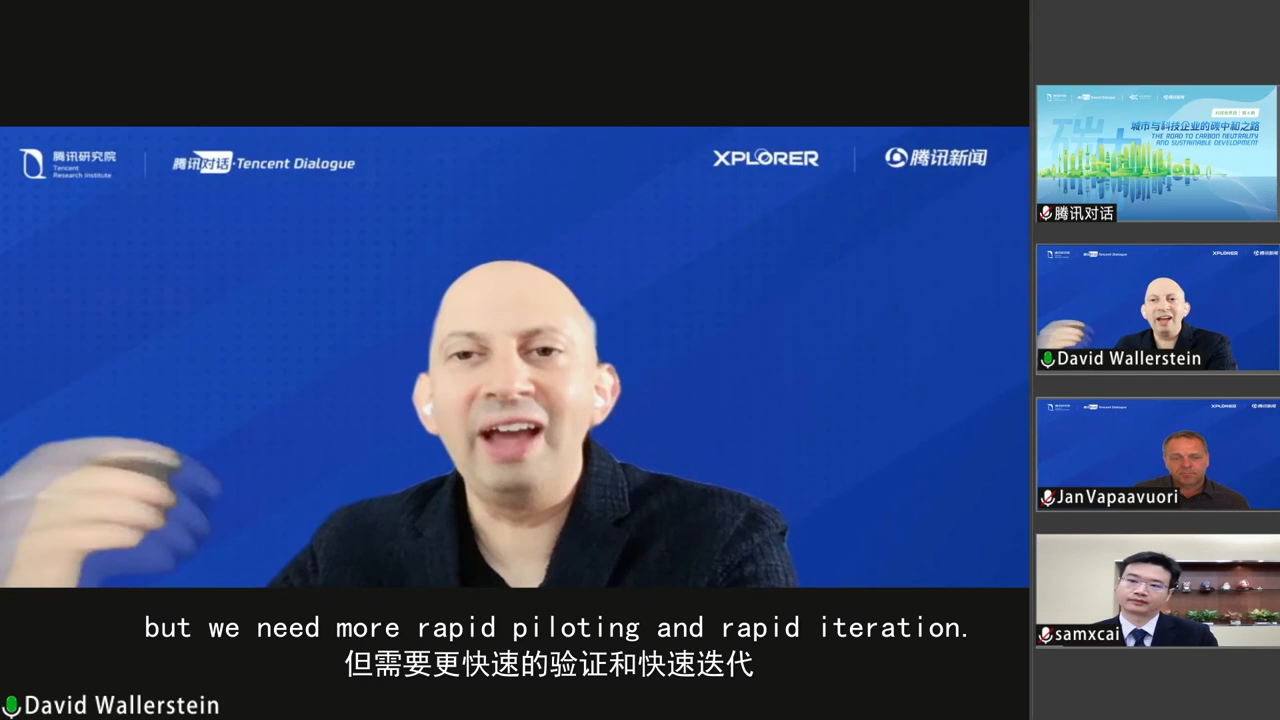 腾讯研究院
Tencent
Research Institute
腾讯对话·Tencent Dialogue
XPLORER
腾讯新闻
but we need more rapid piloting and rapid iteration.
但需要更快速的验证和快速迭代
David Wallerstein
城市与科技企业的碳中和之路
THE ROAD TO CARBON NEUTRALITY
AND SUSTAINABLE DEVELOPMENT
腾讯对话
XPLORER
David Wallerstein
XPLORER
JanVapaavuori
samxcai